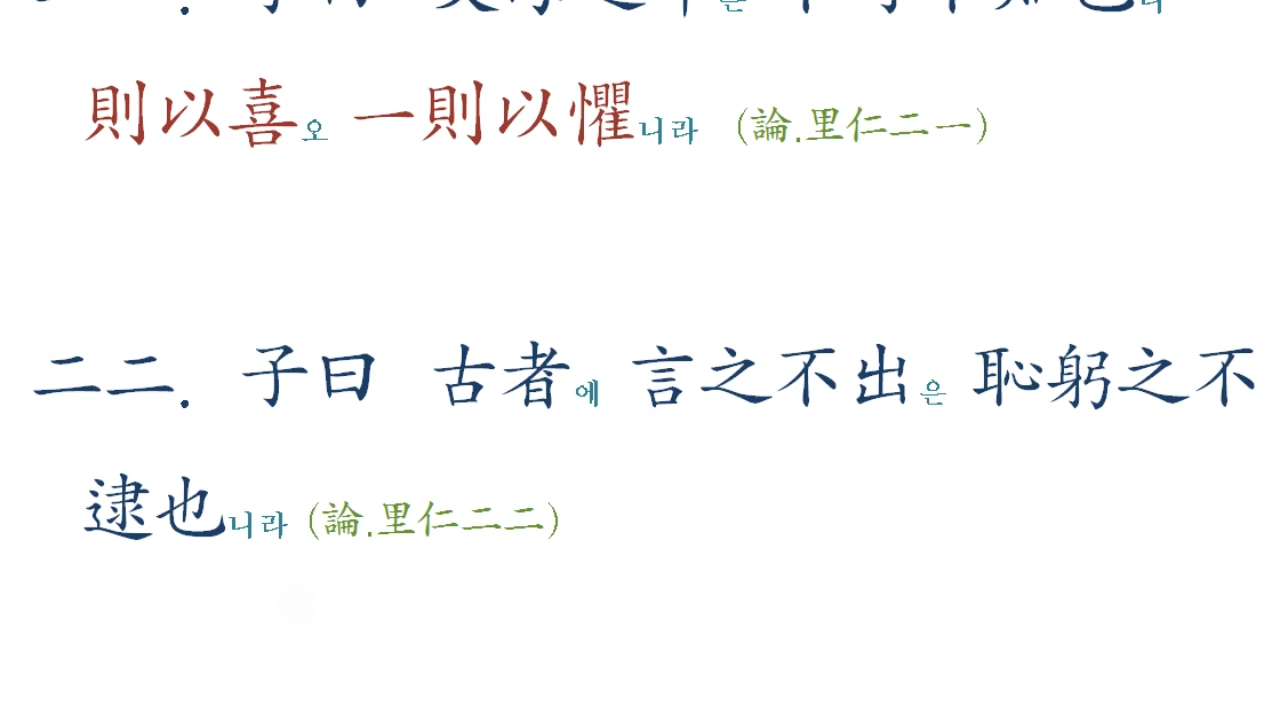 則以喜오 一則以懼니라 (論.里仁二一)
二二. 子曰 古者에 言之不出은 恥躬之不
逮也니라 (論.里仁二二)